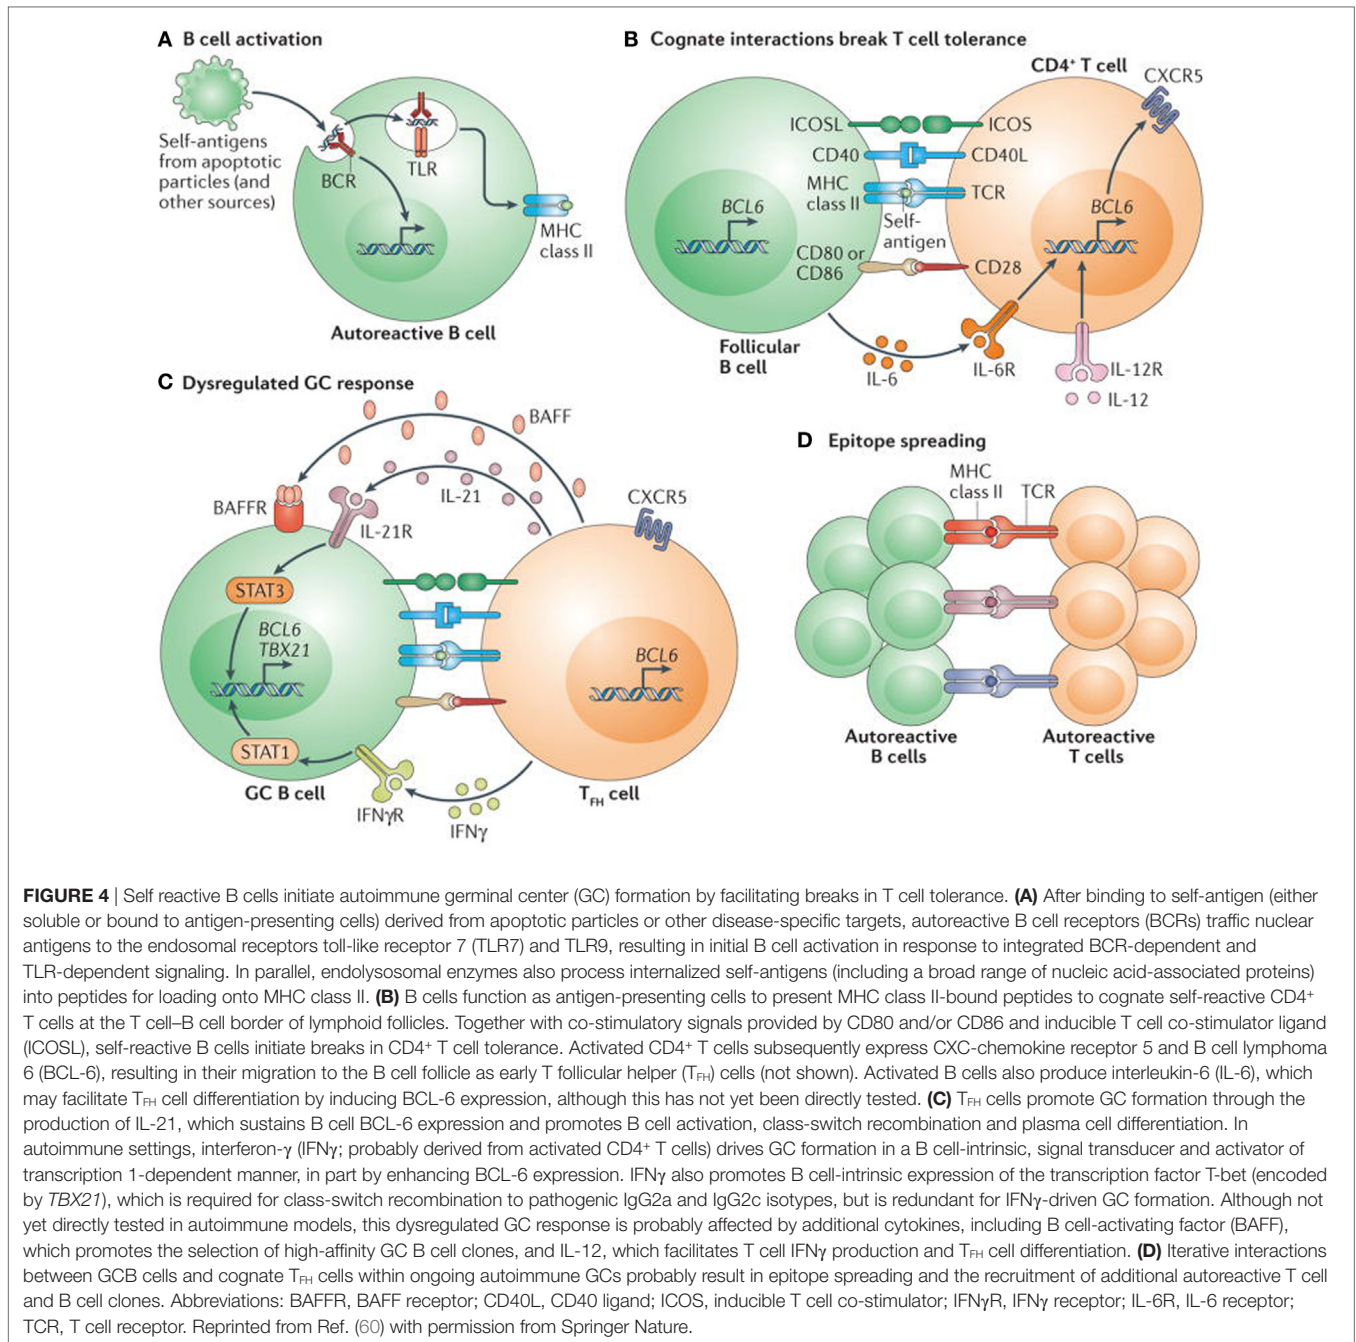 A B cell activation
Self-antigens
from apoptotic
particles (and
other sources)
BCR
TLR
MHC
class II
Autoreactive B cell
B Cognate interactions break T cell tolerance
CD4⁺ T cell
CXCR5
ICOSL
ICOS
CD40
CD40L
MHC
class II
TCR
Self-
antigen
BCL6
BCL6
CD80 or
CD86
CD28
Follicular
B cell
IL-6
IL-6R
IL-12R
IL-12
C Dysregulated GC response
BAFF
IL-21
BAFFR
IL-21R
CXCR5
STAT3
BCL6
TBX21
BCL6
STAT1
GC B cell
IFNγR
IFNγ
TFH cell
D Epitope spreading
MHC
class II
TCR
Autoreactive
B cells
Autoreactive
T cells
FIGURE 4 | Self reactive B cells initiate autoimmune germinal center (GC) formation by facilitating breaks in T cell tolerance. (A) After binding to self-antigen (either
soluble or bound to antigen-presenting cells) derived from apoptotic particles or other disease-specific targets, autoreactive B cell receptors (BCRs) traffic nuclear
antigens to the endosomal receptors toll-like receptor 7 (TLR7) and TLR9, resulting in initial B cell activation in response to integrated BCR-dependent and
TLR-dependent signaling. In parallel, endolysosomal enzymes also process internalized self-antigens (including a broad range of nucleic acid-associated proteins)
into peptides for loading onto MHC class II. (B) B cells function as antigen-presenting cells to present MHC class II-bound peptides to cognate self-reactive CD4⁺
T cells at the T cell–B cell border of lymphoid follicles. Together with co-stimulatory signals provided by CD80 and/or CD86 and inducible T cell co-stimulator ligand
(ICOSL), self-reactive B cells initiate breaks in CD4⁺ T cell tolerance. Activated CD4⁺ T cells subsequently express CXC-chemokine receptor 5 and B cell lymphoma
6 (BCL-6), resulting in their migration to the B cell follicle as early T follicular helper (TFH) cells (not shown). Activated B cells also produce interleukin-6 (IL-6), which
may facilitate TFH cell differentiation by inducing BCL-6 expression, although this has not yet been directly tested. (C) TFH cells promote GC formation through the
production of IL-21, which sustains B cell BCL-6 expression and promotes B cell activation, class-switch recombination and plasma cell differentiation. In
autoimmune settings, interferon-γ (IFNγ; probably derived from activated CD4⁺ T cells) drives GC formation in a B cell-intrinsic, signal transducer and activator of
transcription 1-dependent manner, in part by enhancing BCL-6 expression. IFNγ also promotes B cell-intrinsic expression of the transcription factor T-bet (encoded
by TBX21), which is required for class-switch recombination to pathogenic IgG2a and IgG2c isotypes, but is redundant for IFNγ-driven GC formation. Although not
yet directly tested in autoimmune models, this dysregulated GC response is probably affected by additional cytokines, including B cell-activating factor (BAFF),
which promotes the selection of high-affinity GC B cell clones, and IL-12, which facilitates T cell IFNγ production and TFH cell differentiation. (D) Iterative interactions
between GCB cells and cognate TFH cells within ongoing autoimmune GCs probably result in epitope spreading and the recruitment of additional autoreactive T cell
and B cell clones. Abbreviations: BAFFR, BAFF receptor; CD40L, CD40 ligand; ICOS, inducible T cell co-stimulator; IFNγR, IFNγ receptor; IL-6R, IL-6 receptor;
TCR, T cell receptor. Reprinted from Ref. (60) with permission from Springer Nature.